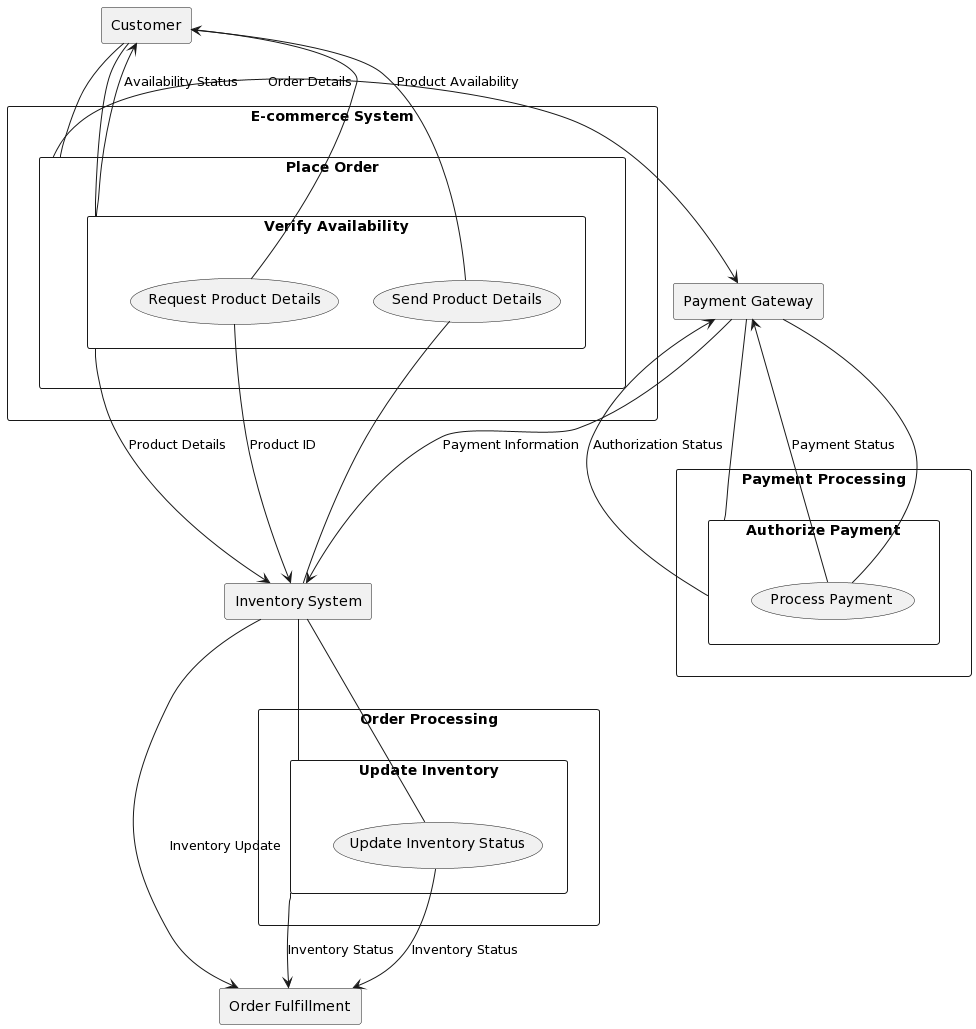 Customer
Availability Status
Order Details
Product Availability
E-commerce System
Place Order
Verify Availability
Request Product Details
Send Product Details
Payment Gateway
Product Details
Product ID
Payment Information
Authorization Status
Payment Status
Payment Processing
Authorize Payment
Process Payment
Inventory System
Order Processing
Update Inventory
Update Inventory Status
Inventory Update
Inventory Status
Inventory Status
Order Fulfillment